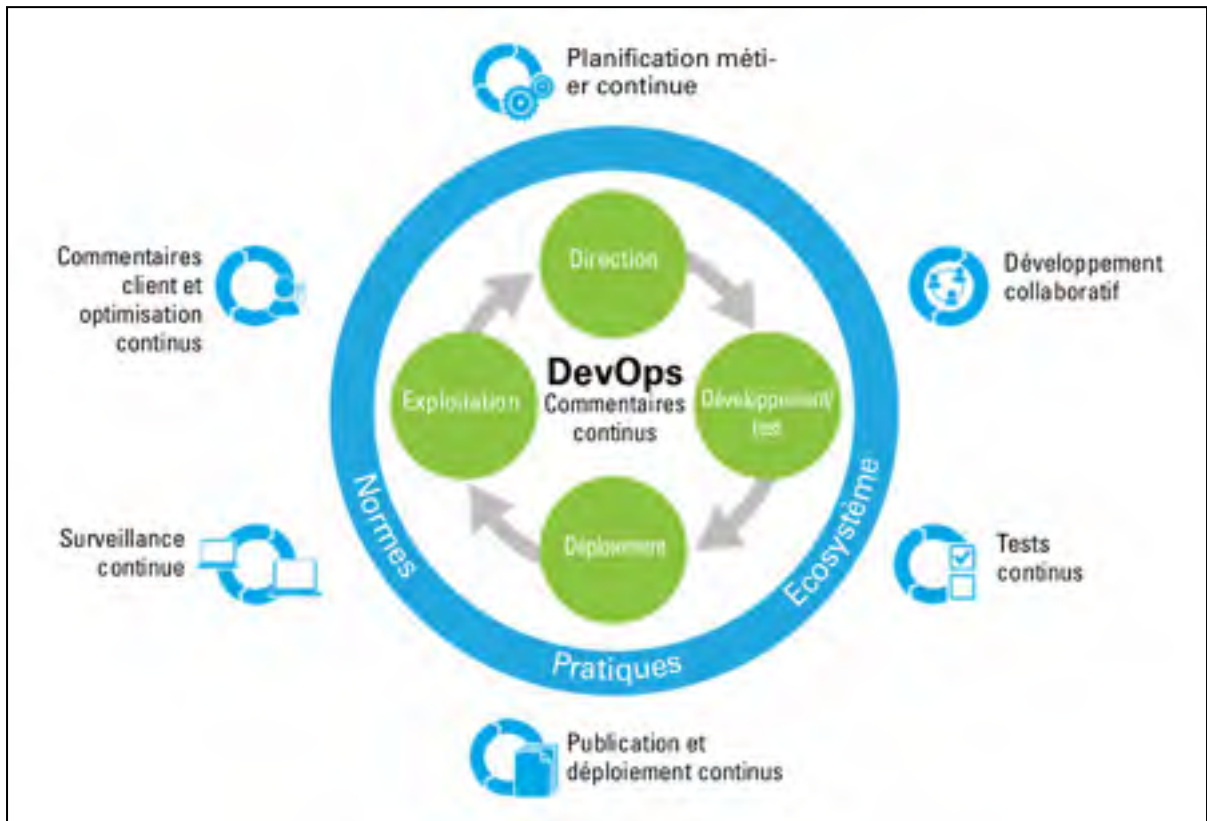 Planification méti-
er continue
Commentaires
client et
optimisation
continus
Développement
collaboratif
Direction
DevOps
Commentaires
continus
Exploitation
Développement/
test
Déploiement
Normes
Pratiques
Ecosystème
Surveillance
continue
Tests
continus
Publication et
déploiement continus